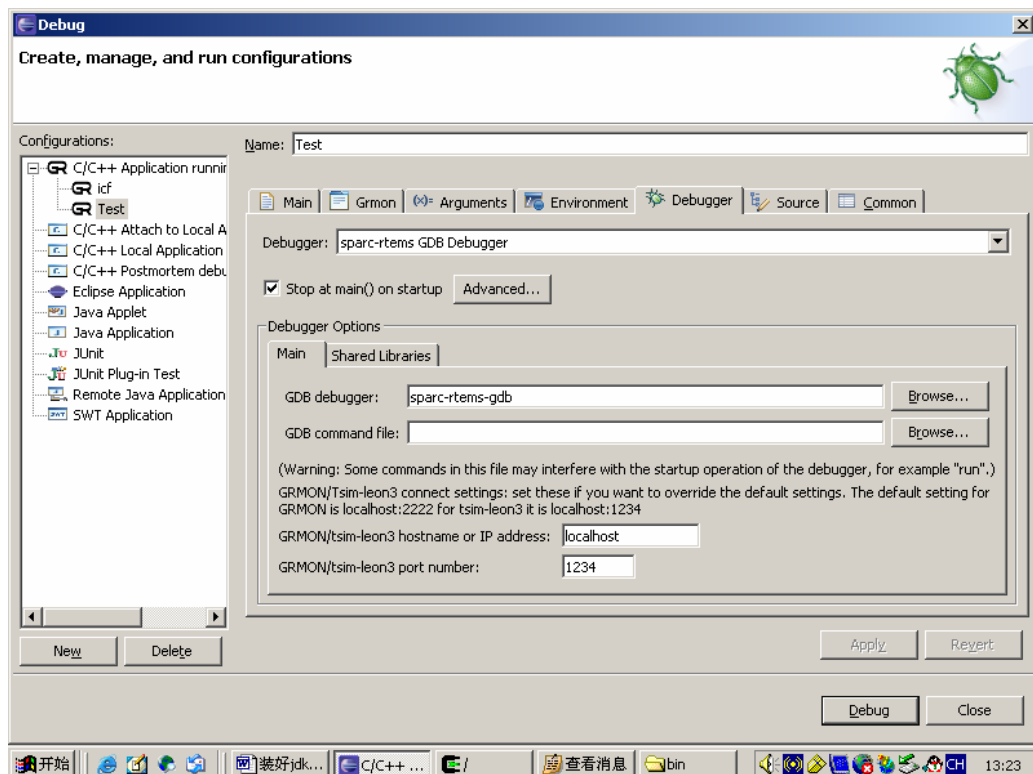 Debug
Create, manage, and run configurations
Configurations:
C/C++ Application runnin
icf
Test
C/C++ Attach to Local A
C/C++ Local Application
C/C++ Postmortem debu
Eclipse Application
Java Applet
Java Application
JUnit
JUnit Plug-in Test
Remote Java Application
SWT Application
New
Delete
Name: Test
Main
Grmon
(x)= Arguments
Environment
Debugger
Source
Common
Debugger: sparc-rtems GDB Debugger
Stop at main() on startup
Advanced...
Debugger Options
Main
Shared Libraries
GDB debugger: sparc-rtems-gdb
Browse...
GDB command file:
Browse...
(Warning: Some commands in this file may interfere with the startup operation of the debugger, for example "run".)
GRMON/Tsim-leon3 connect settings: set these if you want to override the default settings. The default setting for
GRMON is localhost:2222 for tsim-leon3 it is localhost:1234
GRMON/tsim-leon3 hostname or IP address: localhost
GRMON/tsim-leon3 port number: 1234
Apply
Revert
Debug
Close
开始
装好jdk...
C/C++ ...
/
查看消息
bin
CH
13:23